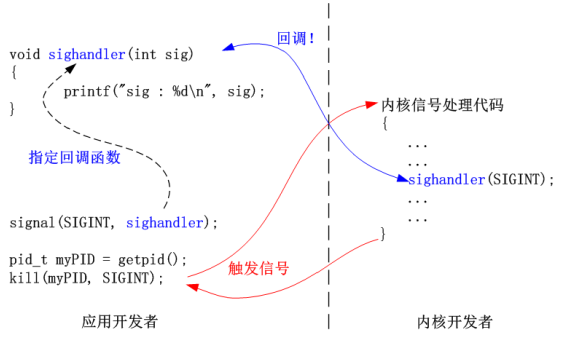 void sighandler(int sig)
{
printf("sig : %d\n", sig);
}
指定回调函数
signal(SIGINT, sighandler);
pid_t myPID = getpid();
kill(myPID, SIGINT);
应用开发者
回调！
触发信号
内核信号处理代码
{
...
...
sighandler(SIGINT);
...
...
}
内核开发者